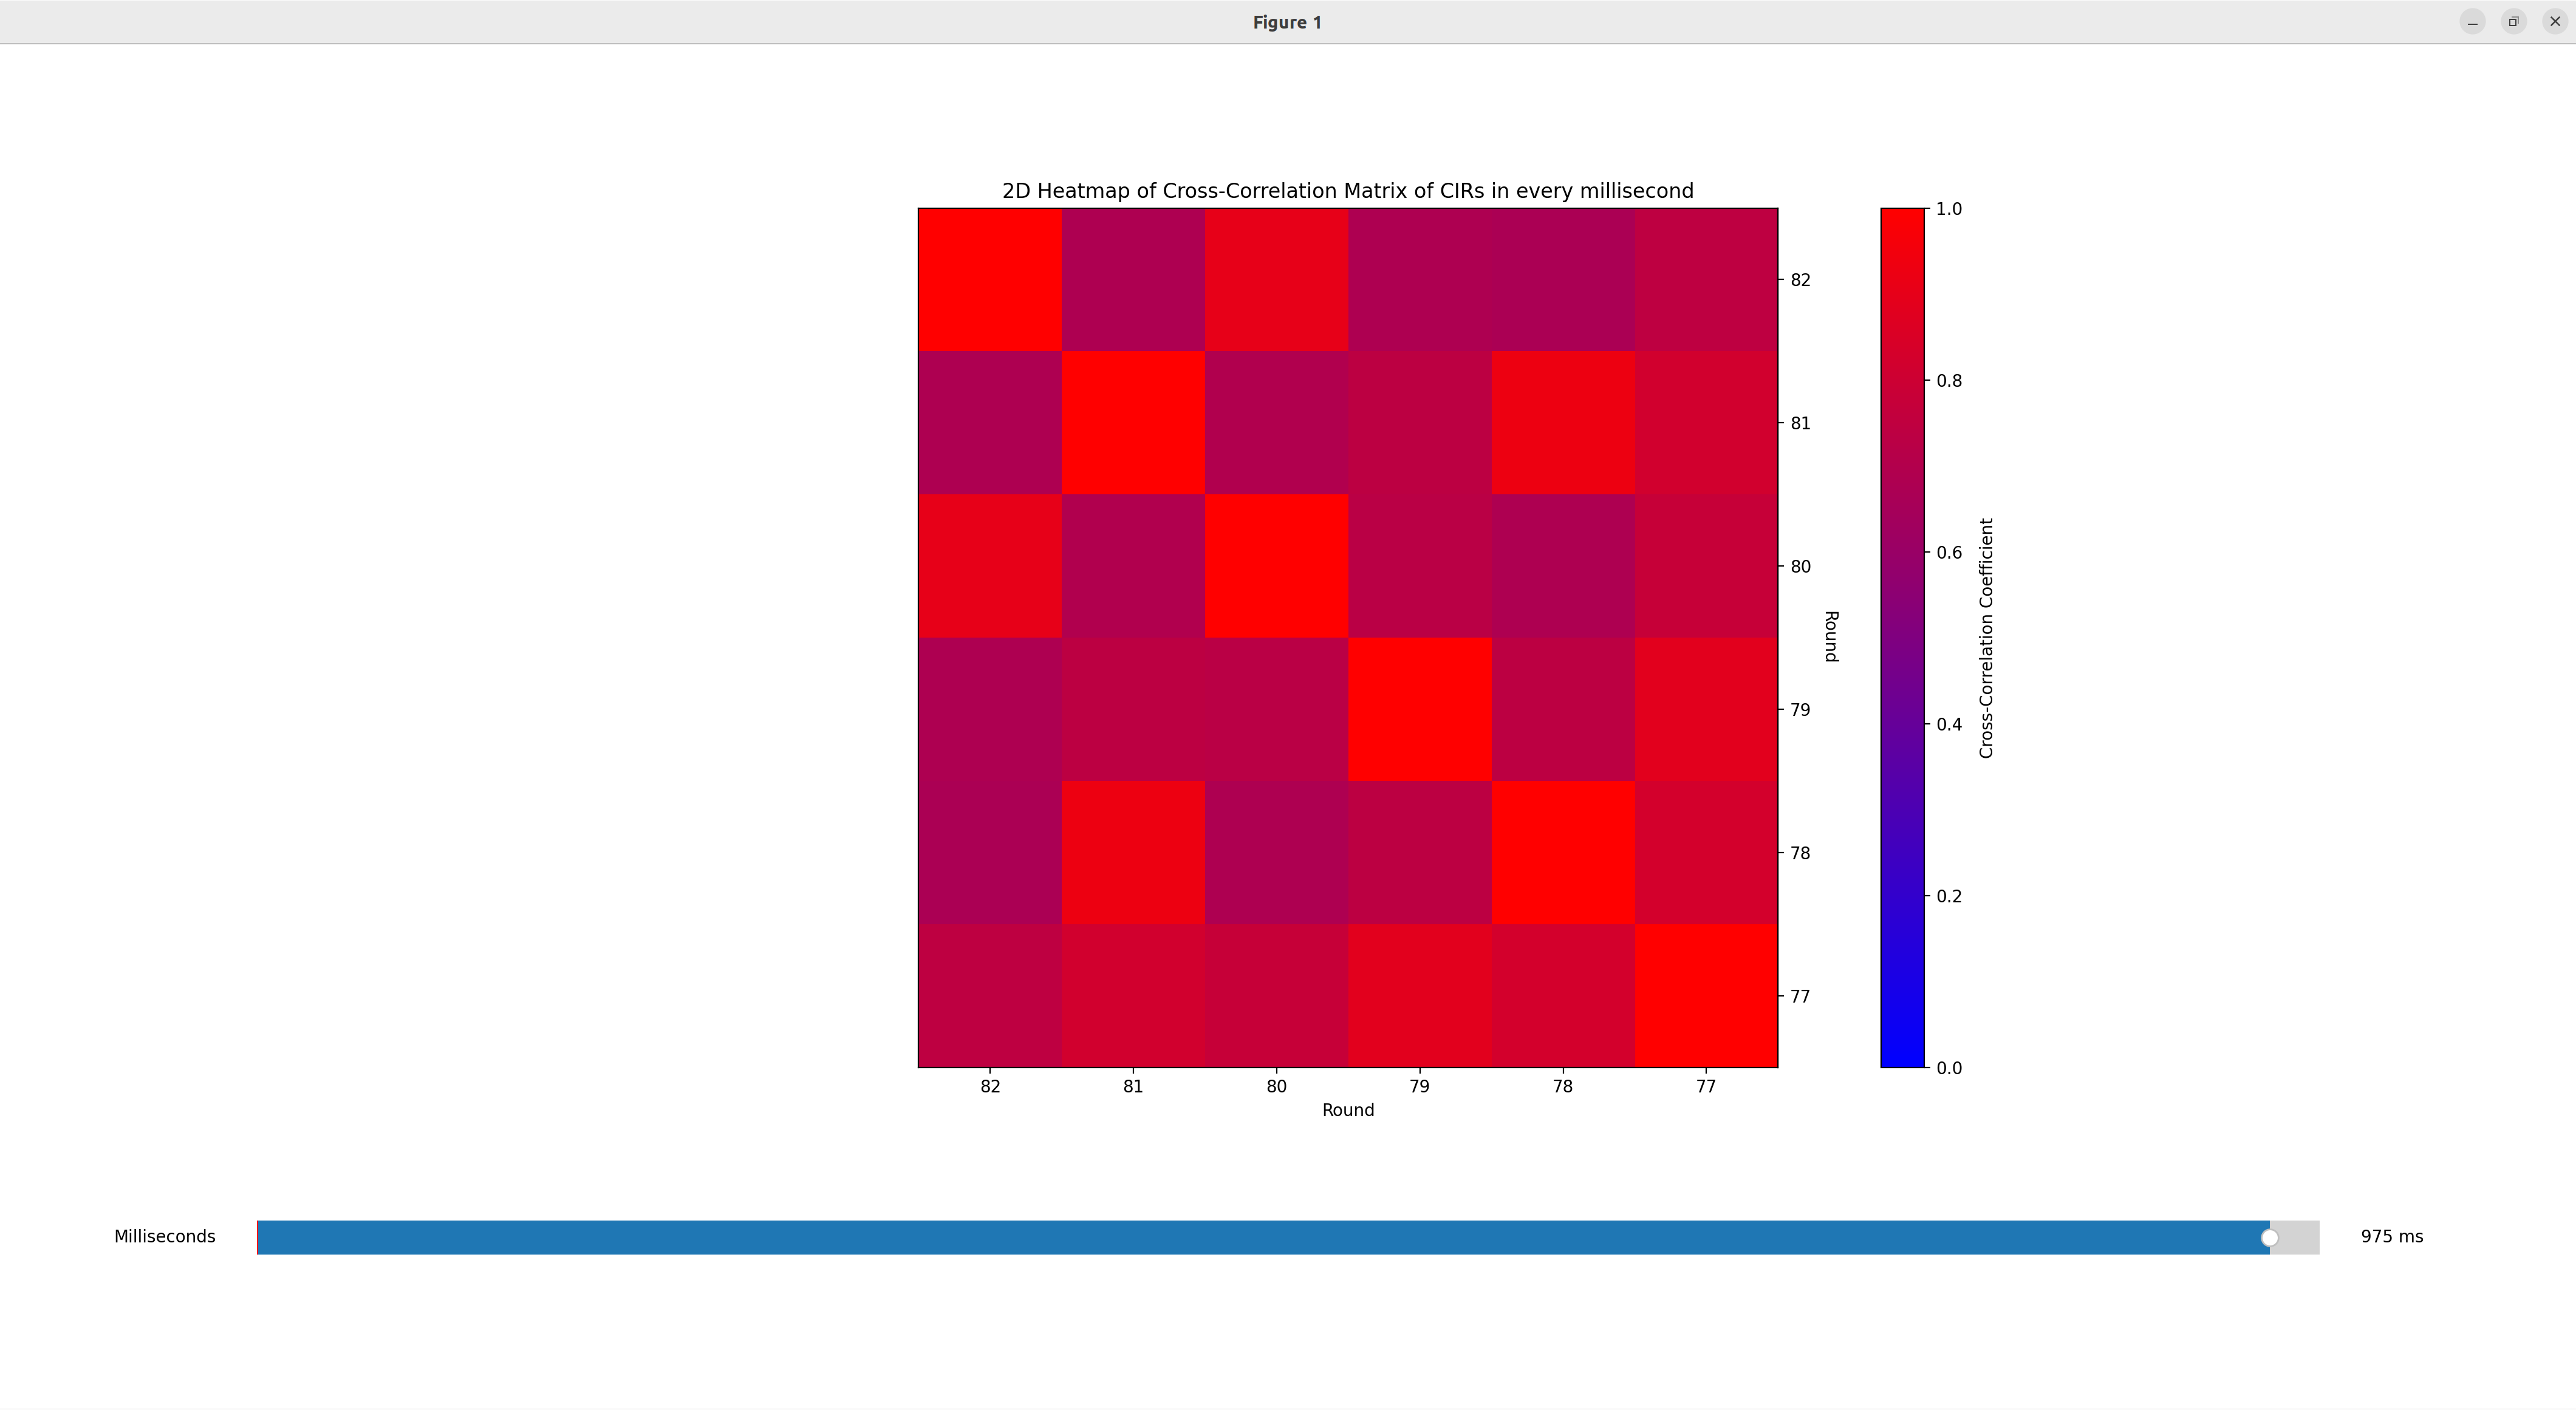 Figure 1
2D Heatmap of Cross-Correlation Matrix of CIRs in every millisecond
82
81
80
79
78
77
Round
82 81 80 79 78 77
Round
1.0
0.8
0.6
0.4
0.2
0.0
Cross-Correlation Coefficient
Milliseconds
975 ms